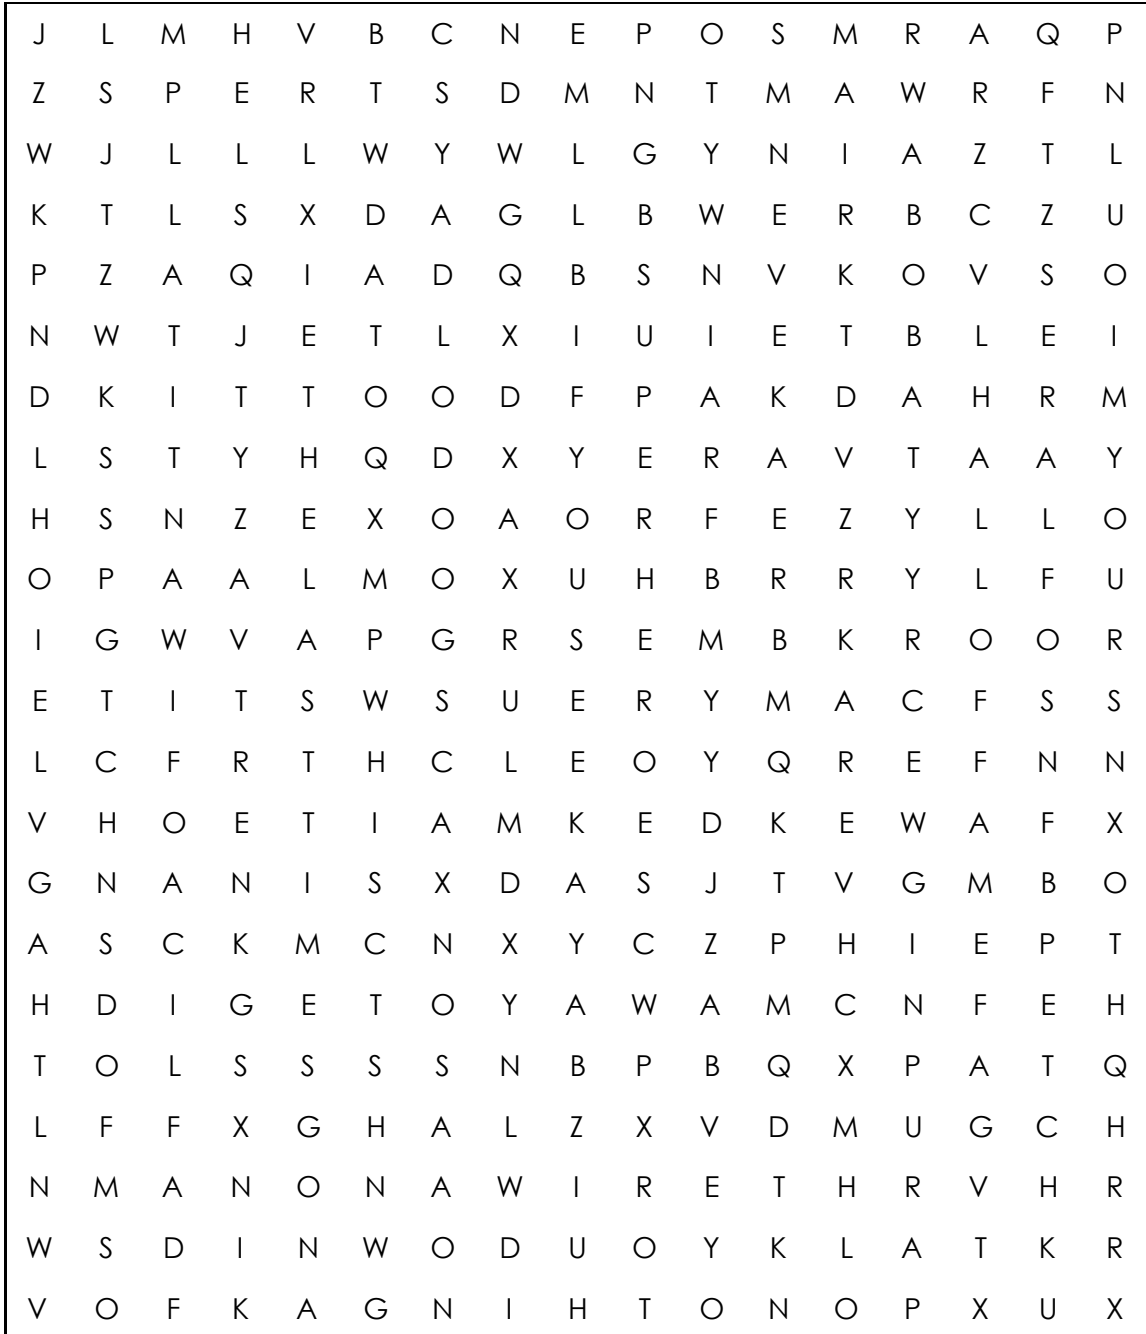 J L M H V B C N E P O S M R A Q P
Z S P E R T S D M N T M A W R F N
W J L L L W Y W L G Y N I A Z T L
K T L S X D A G L B W E R B C Z U
P Z A Q I A D Q B S N V K O V S O
N W T J E T L X I U I E T B L E I
D K I T T O O D F P A K D A H R M
L S T Y H Q D X Y E R A V T A A Y
H S N Z E X O A O R F E Z Y L L O
O P A A L M O X U H B R R Y L F U
I G W V A P G R S E M B K R O O R
E T I T S W S U E R Y M A C F S S
L C F R T H C L E O Y Q R E F N N
V H O E T I A M K E D K E W A F X
G N A N I S X D A S J T V G M B O
A S C K M C N X Y C Z P H I E P T
H D I G E T O Y A W A M C N F E H
T O L S S S S N B P B Q X P A T Q
L F F X G H A L Z X V D M U G C H
N M A N O N A W I R E T H R V H R
W S D I N W O D U O Y K L A T K R
V O F K A G N I H T O N O P X U X